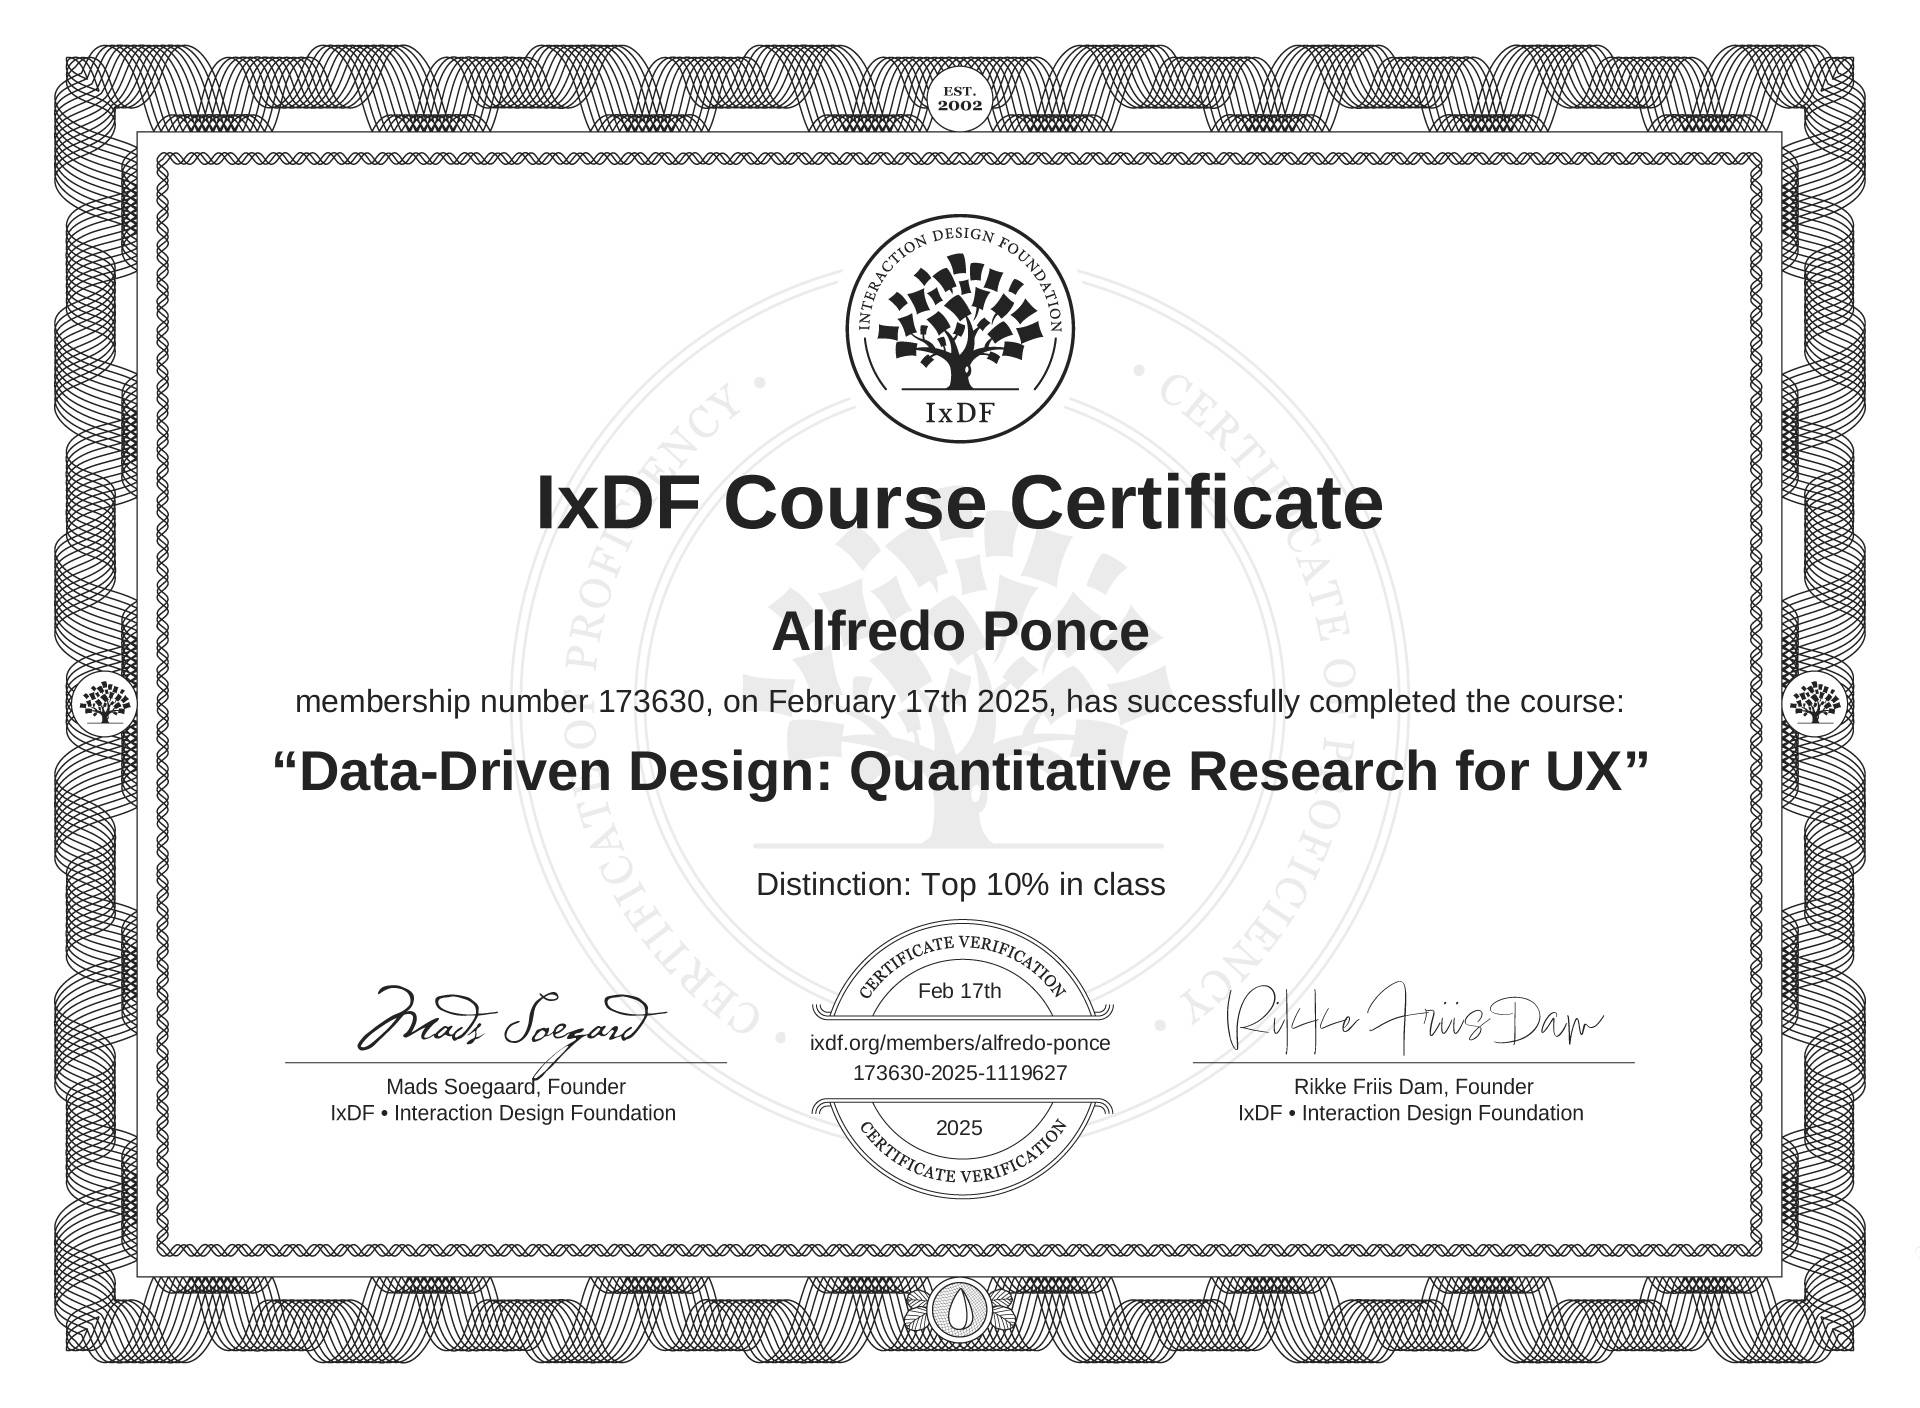 EST.
2002
INTERACTION DESIGN FOUNDATION
IxDF
• CERTIFICATE OF PROFICIENCY •
• CERTIFICATE OF PROFICIENCY •
IxDF Course Certificate
Alfredo Ponce
membership number 173630, on February 17th 2025, has successfully completed the course:
“Data-Driven Design: Quantitative Research for UX”
Distinction: Top 10% in class
CERTIFICATE VERIFICATION
Feb 17th
ixdf.org/members/alfredo-ponce
173630-2025-1119627
2025
CERTIFICATE VERIFICATION
Mads Soegaard
Mads Soegaard, Founder
IxDF • Interaction Design Foundation
Rikke Friis Dam
Rikke Friis Dam, Founder
IxDF • Interaction Design Foundation